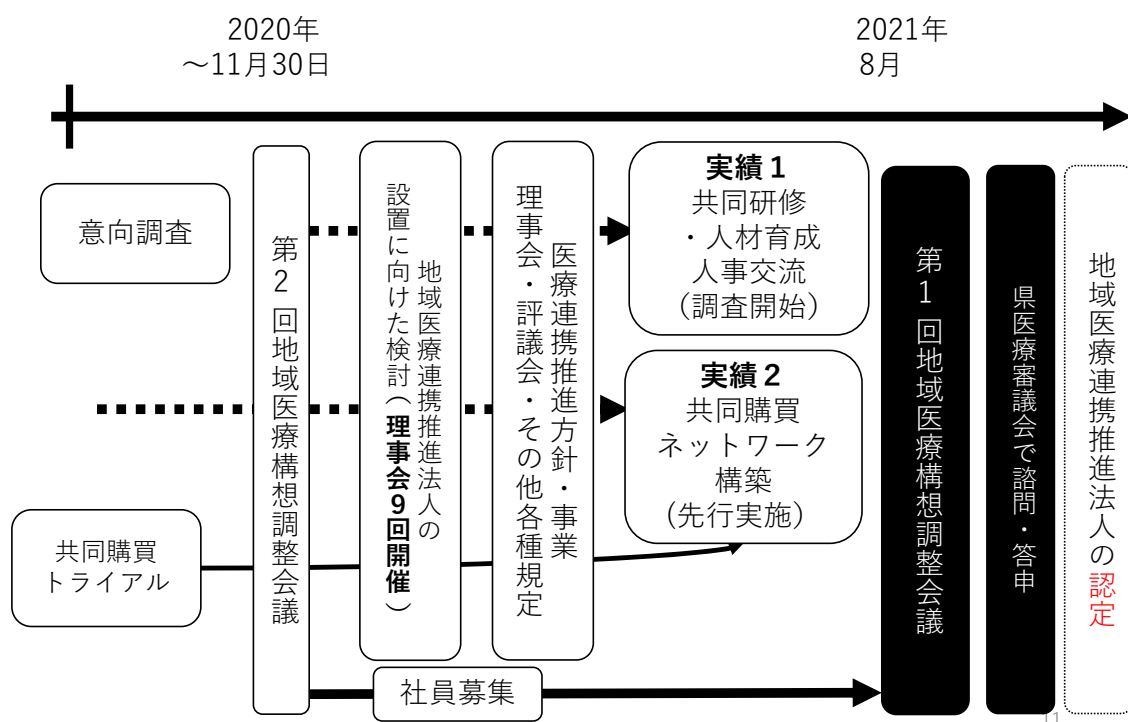 2020年
～11月30日
2021年
8月
意向調査
共同購買
トライアル
第2回地域医療構想調整会議
地域医療連携推進法人の
設置に向けた検討（理事会9回開催）
医療連携推進方針・事業
理事会・評議会・その他各種規定
実績1
共同研修
・人材育成
人事交流
(調査開始)
実績2
共同購買
ネットワーク
構築
(先行実施)
社員募集
第1回地域医療構想調整会議
県医療審議会で諮問・答申
地域医療連携推進法人の認定
11